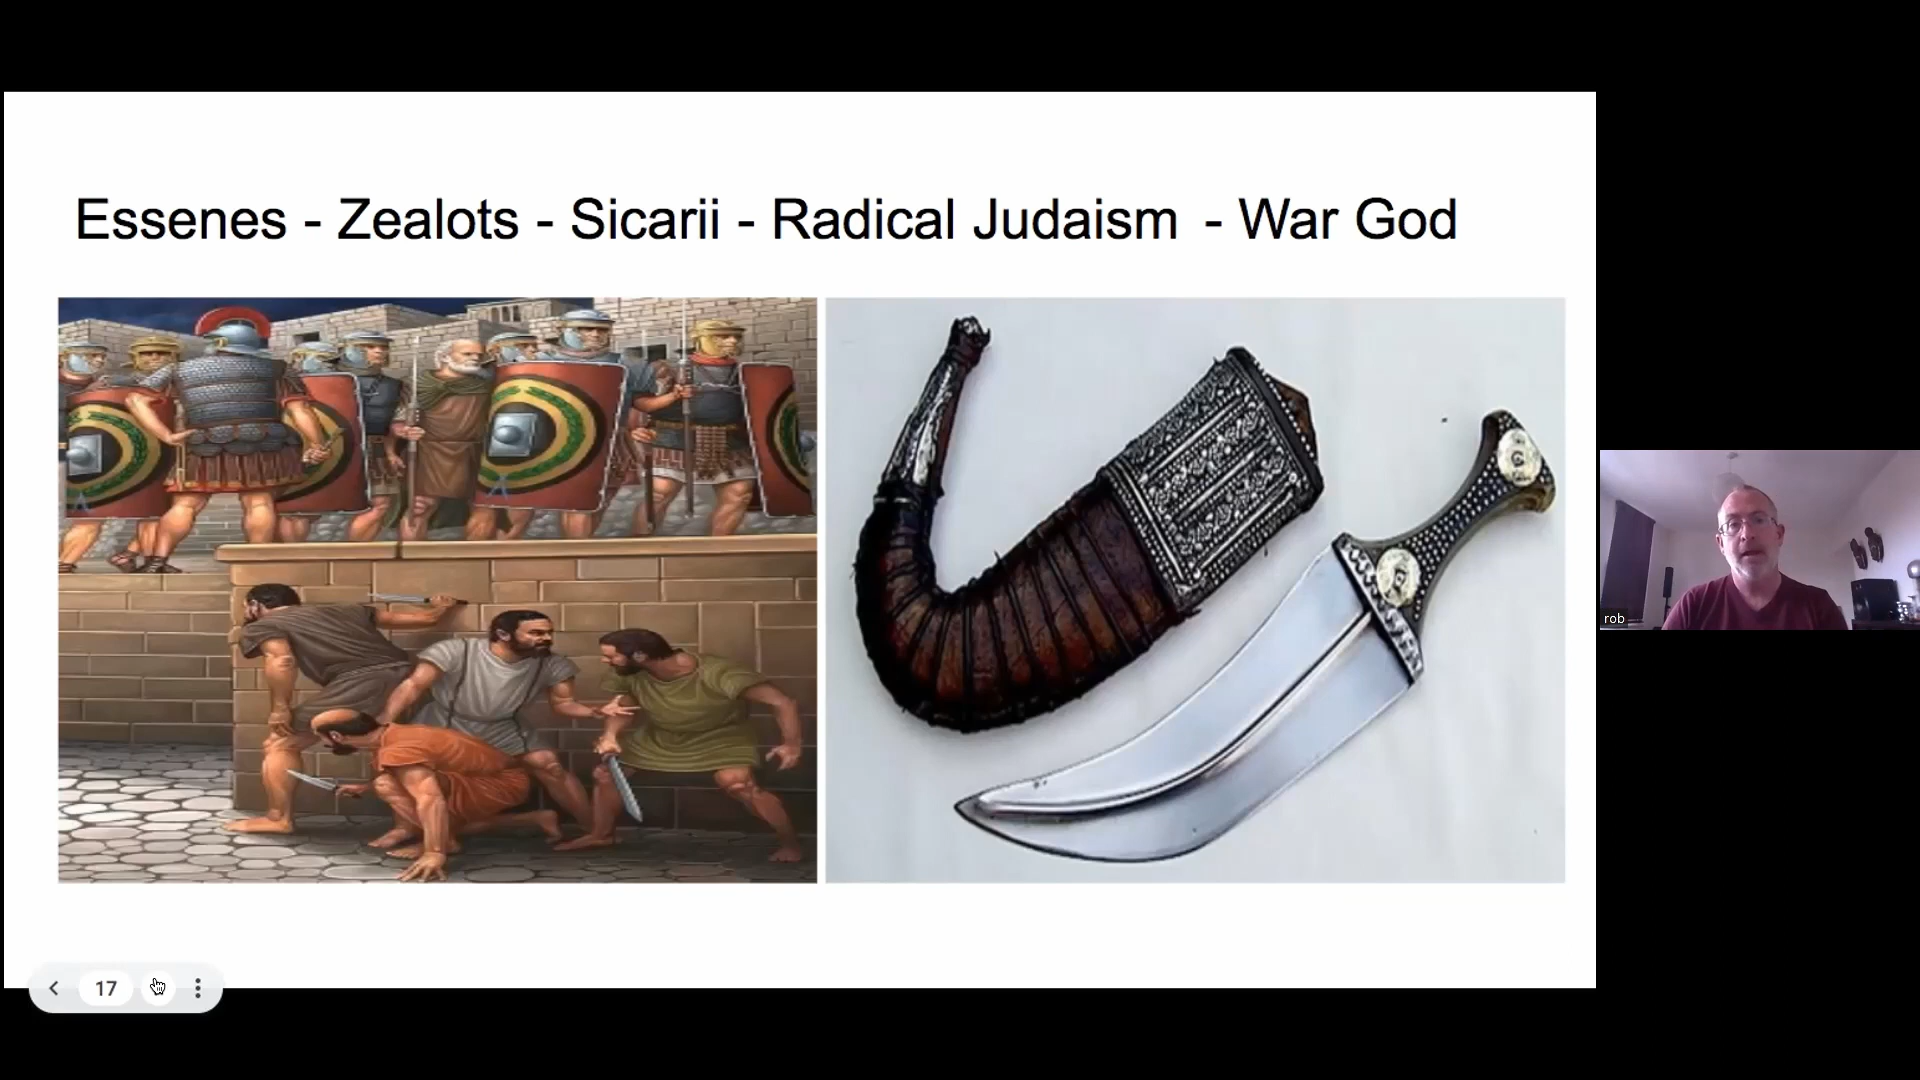 Essenes - Zealots - Sicarii - Radical Judaism - War God
rob
17